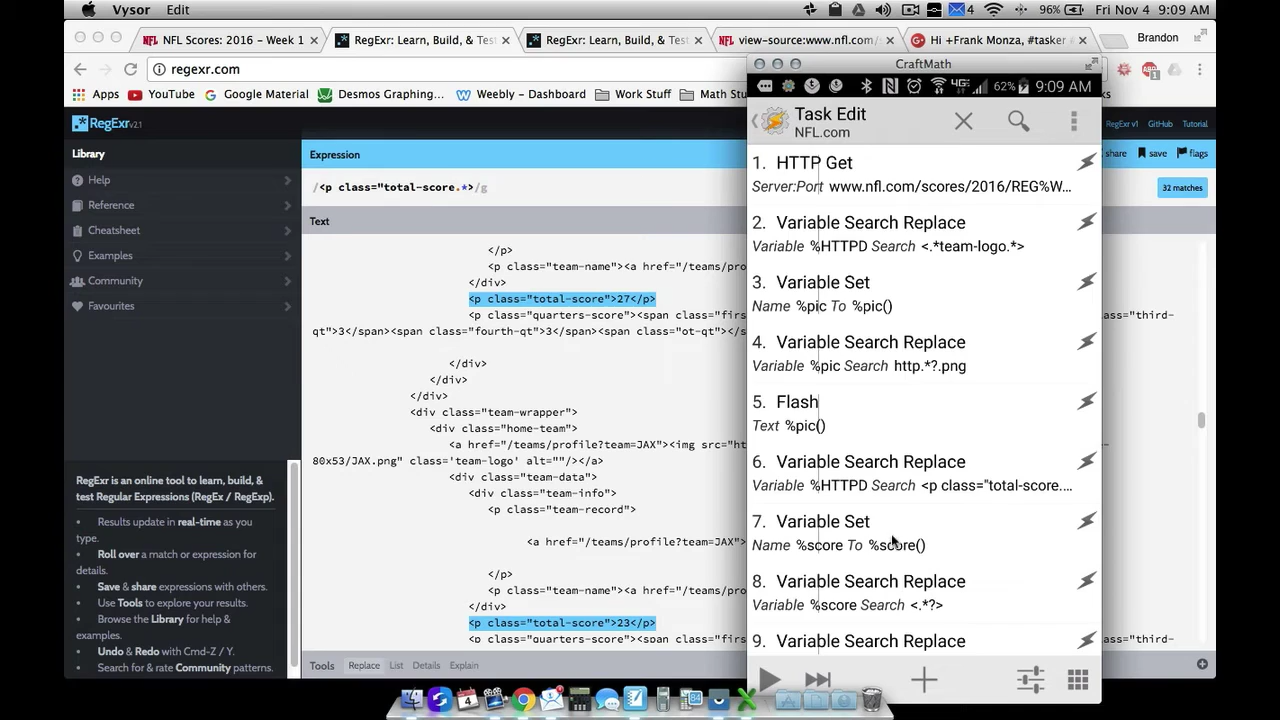 Vysor Edit
4 96% Fri Nov 4 9:09 AM
NFL Scores: 2016 - Week 1 × RegExr: Learn, Build, & Tes × RegExr: Learn, Build, & Tes × view-source:www.nfl.com/ × Hi +Frank Monza, #tasker × Brandon
regexr.com
Apps YouTube Google Material Demos Graphing... Weebly - Dashboard Work Stuff Math Stu
RegExr v2.1
RegExr v1 GitHub Tutorial
Library
Help
Reference
Cheatsheet
Examples
Community
Favourites
RegExr is an online tool to learn, build, &
test Regular Expressions (RegEx / RegExp).
Results update in real-time as you
type.
Roll over a match or expression for
details.
Save & share expressions with others.
Use Tools to explore your results.
Browse the Library for help &
examples.
Undo & Redo with Cmd-Z / Y.
Search for & rate Community patterns.
Expression
share save flags
/<p class="total-score.*>/g
32 matches
Text
</p>
<p class="team-name"><a href="/teams/pro
</div>
<p class="total-score">27</p>
<p class="quarters-score"><span class="firs
third-
qt">3</span><span class="fourth-qt">3</span><span class="ot-qt"></s
</div>
</div>
</div>
<div class="team-wrapper">
<div class="home-team">
<a href="/teams/profile?team=JAX"><img src="ht
80x53/JAX.png" class='team-logo' alt=""/></a>
<div class="team-data">
<div class="team-info">
<p class="team-record">
<a href="/teams/profile?team=JAX">
</p>
<p class="team-name"><a href="/teams/pro
</div>
<p class="total-score">23</p>
<p class="quarters-score"><span class="firs
third-
Tools Replace List Details Explain
CraftMath
4G 62% 9:09 AM
Task Edit
NFL.com
1. HTTP Get
Server:Port www.nfl.com/scores/2016/REG%W...
2. Variable Search Replace
Variable %HTTPD Search <.*team-logo.*>
3. Variable Set
Name %pic To %pic()
4. Variable Search Replace
Variable %pic Search http.*?.png
5. Flash
Text %pic()
6. Variable Search Replace
Variable %HTTPD Search <p class="total-score....
7. Variable Set
Name %score To %score()
8. Variable Search Replace
Variable %score Search <.*?>
9. Variable Search Replace